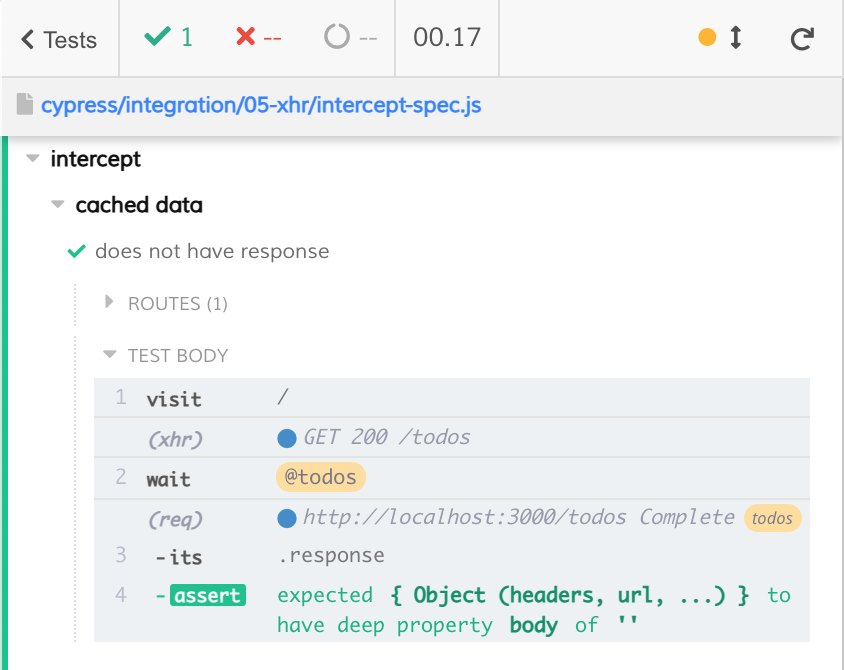 Tests 1 -- -- 00.17
cypress/integration/05-xhr/intercept-spec.js
intercept
cached data
does not have response
ROUTES (1)
TEST BODY
1 visit /
(xhr) GET 200 /todos
2 wait @todos
(req) http://localhost:3000/todos Complete todos
3 -its .response
4 -assert expected { Object (headers, url, ...) } to
have deep property body of ''